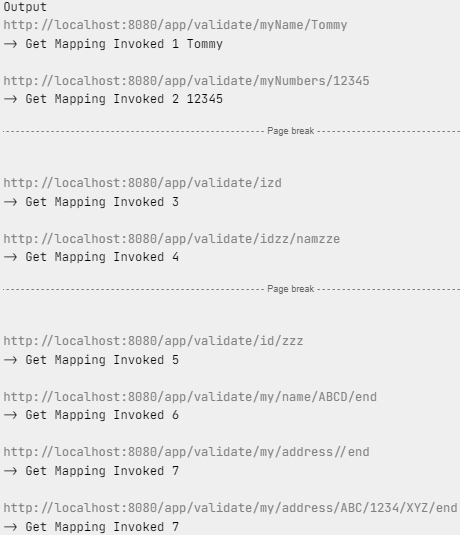 Output
http://localhost:8080/app/validate/myName/Tommy
→ Get Mapping Invoked 1 Tommy
http://localhost:8080/app/validate/myNumbers/12345
→ Get Mapping Invoked 2 12345
Page break
http://localhost:8080/app/validate/izd
→ Get Mapping Invoked 3
http://localhost:8080/app/validate/idzz/namzze
→ Get Mapping Invoked 4
Page break
http://localhost:8080/app/validate/id/zzz
→ Get Mapping Invoked 5
http://localhost:8080/app/validate/my/name/ABCD/end
→ Get Mapping Invoked 6
http://localhost:8080/app/validate/my/address//end
→ Get Mapping Invoked 7
http://localhost:8080/app/validate/my/address/ABC/1234/XYZ/end
→ Get Mapping Invoked 7